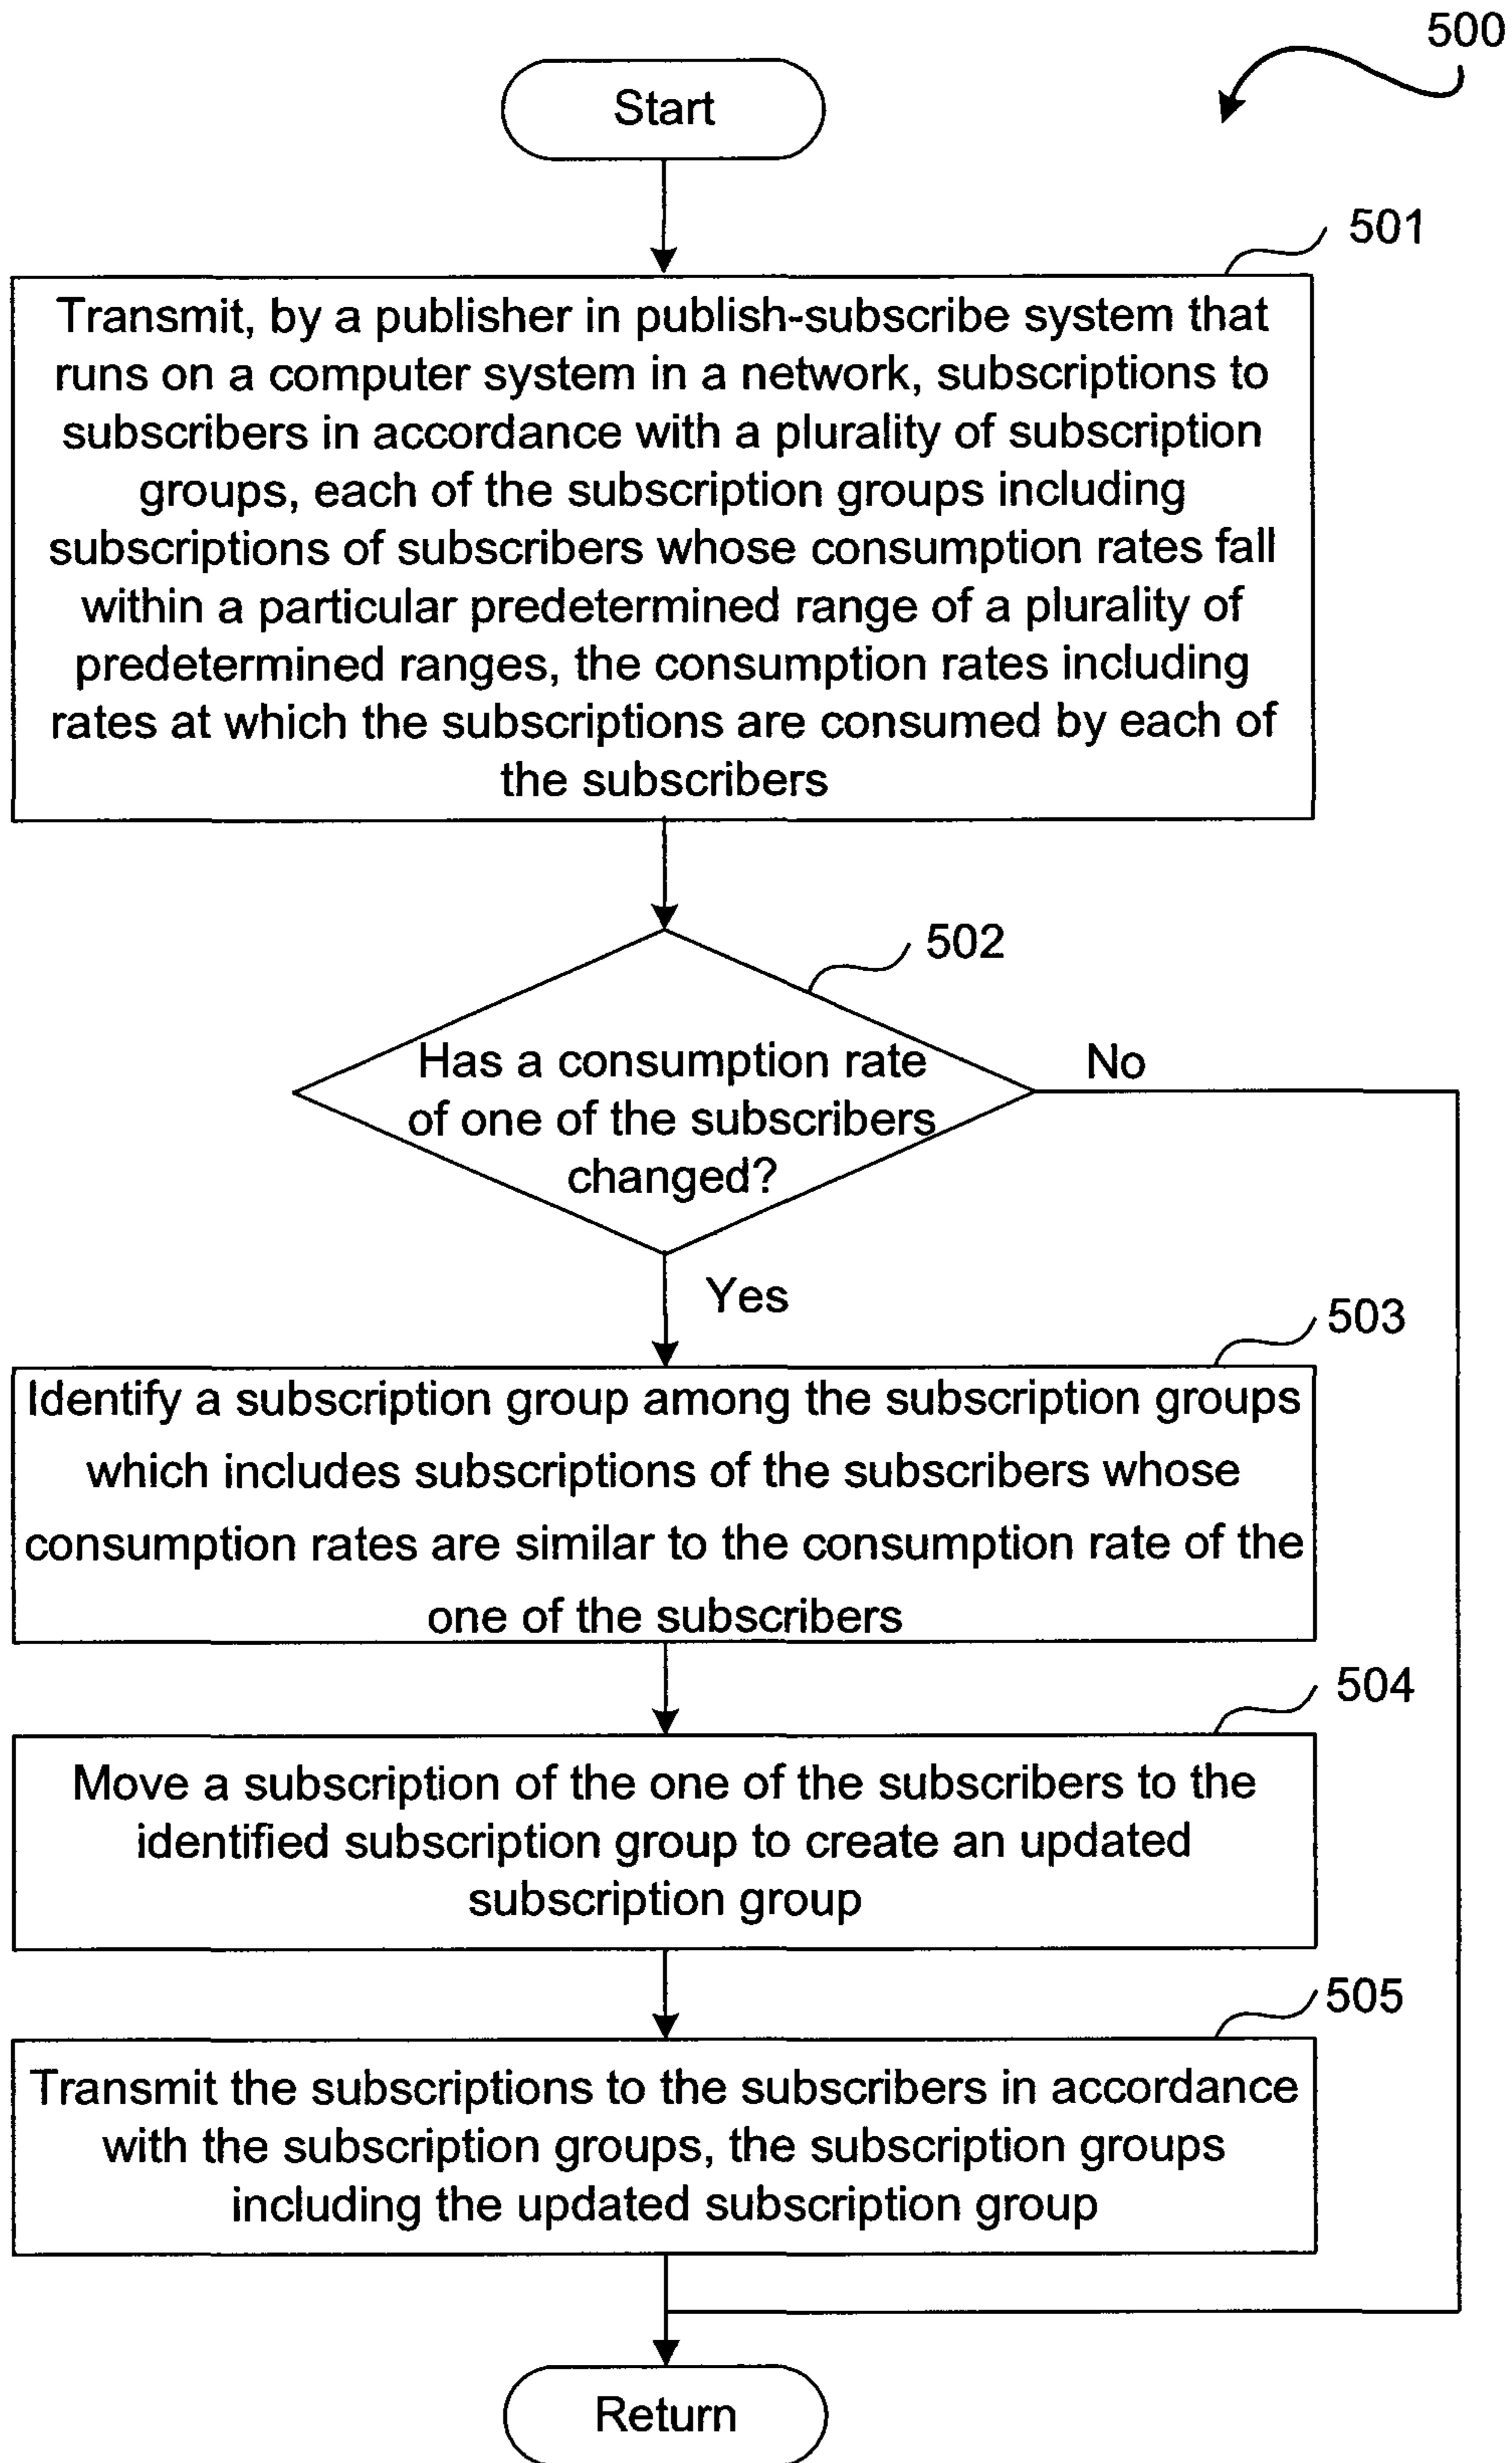 500
Start
501
Transmit, by a publisher in publish-subscribe system that
runs on a computer system in a network, subscriptions to
subscribers in accordance with a plurality of subscription
groups, each of the subscription groups including
subscriptions of subscribers whose consumption rates fall
within a particular predetermined range of a plurality of
predetermined ranges, the consumption rates including
rates at which the subscriptions are consumed by each of
the subscribers
502
Has a consumption rate
of one of the subscribers
changed?
No
Yes
503
Identify a subscription group among the subscription groups
which includes subscriptions of the subscribers whose
consumption rates are similar to the consumption rate of the
one of the subscribers
504
Move a subscription of the one of the subscribers to the
identified subscription group to create an updated
subscription group
505
Transmit the subscriptions to the subscribers in accordance
with the subscription groups, the subscription groups
including the updated subscription group
Return